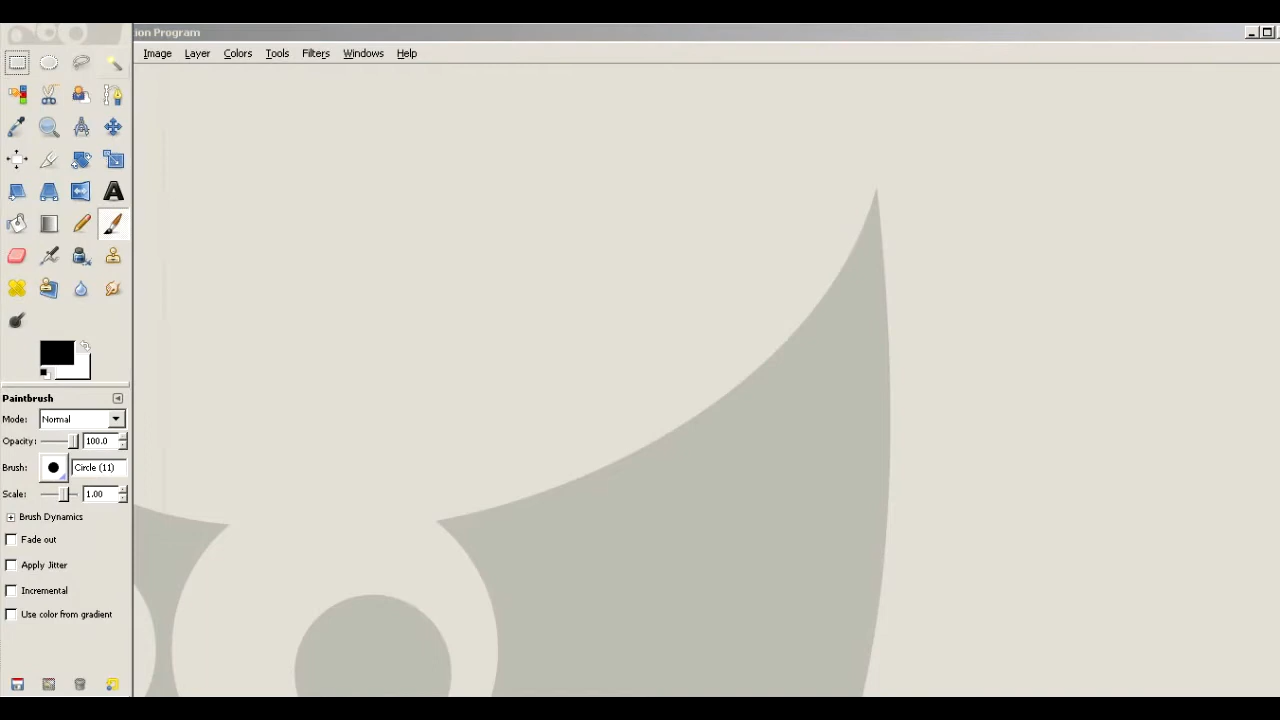 ion Program
Image Layer Colors Tools Filters Windows Help
Paintbrush
Mode: Normal
Opacity: 100.0
Brush: Circle (11)
Scale: 1.00
Brush Dynamics
Fade out
Apply Jitter
Incremental
Use color from gradient